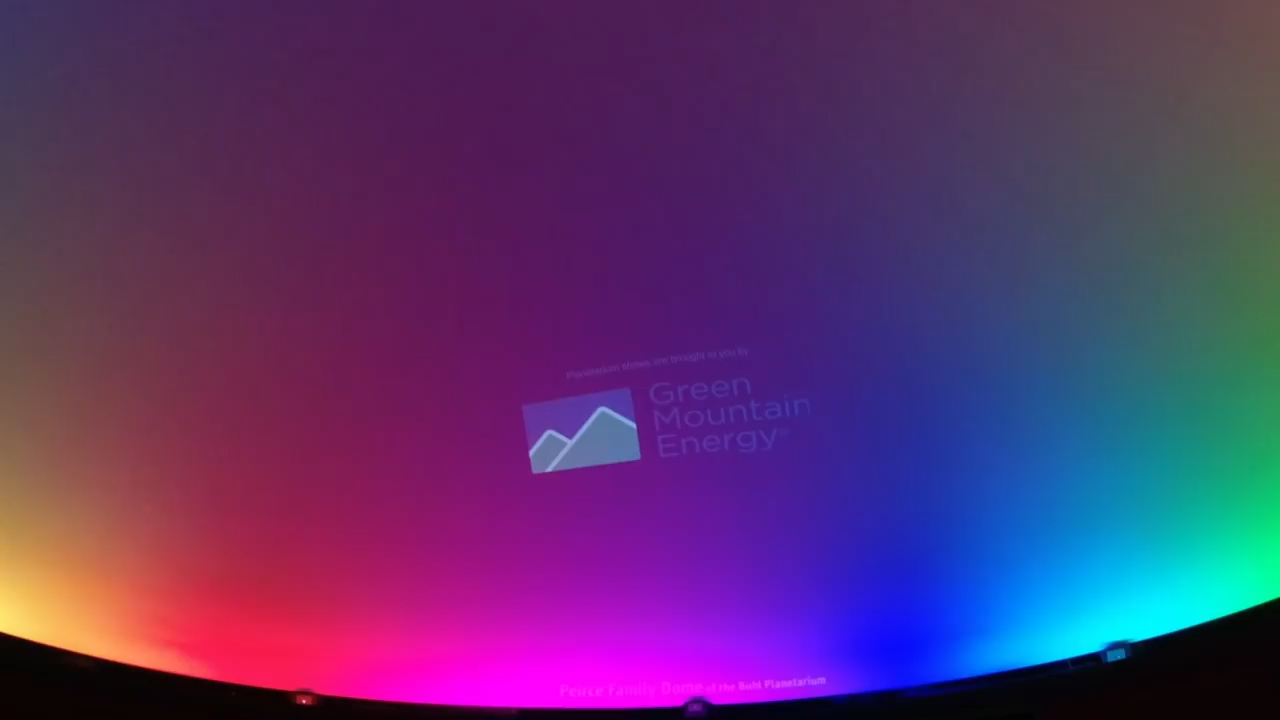 Planetarium shows are brought to you by
Green
Mountain
Energy
Peirce Family Dome of the Buhl Planetarium